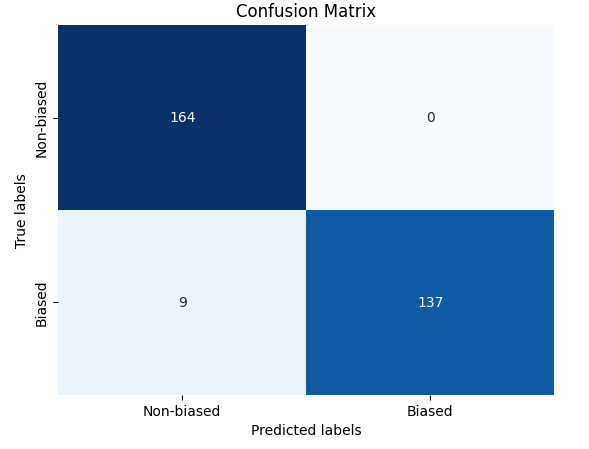 Confusion Matrix
True labels
Non-biased
164
0
Biased
9
137
Non-biased
Biased
Predicted labels